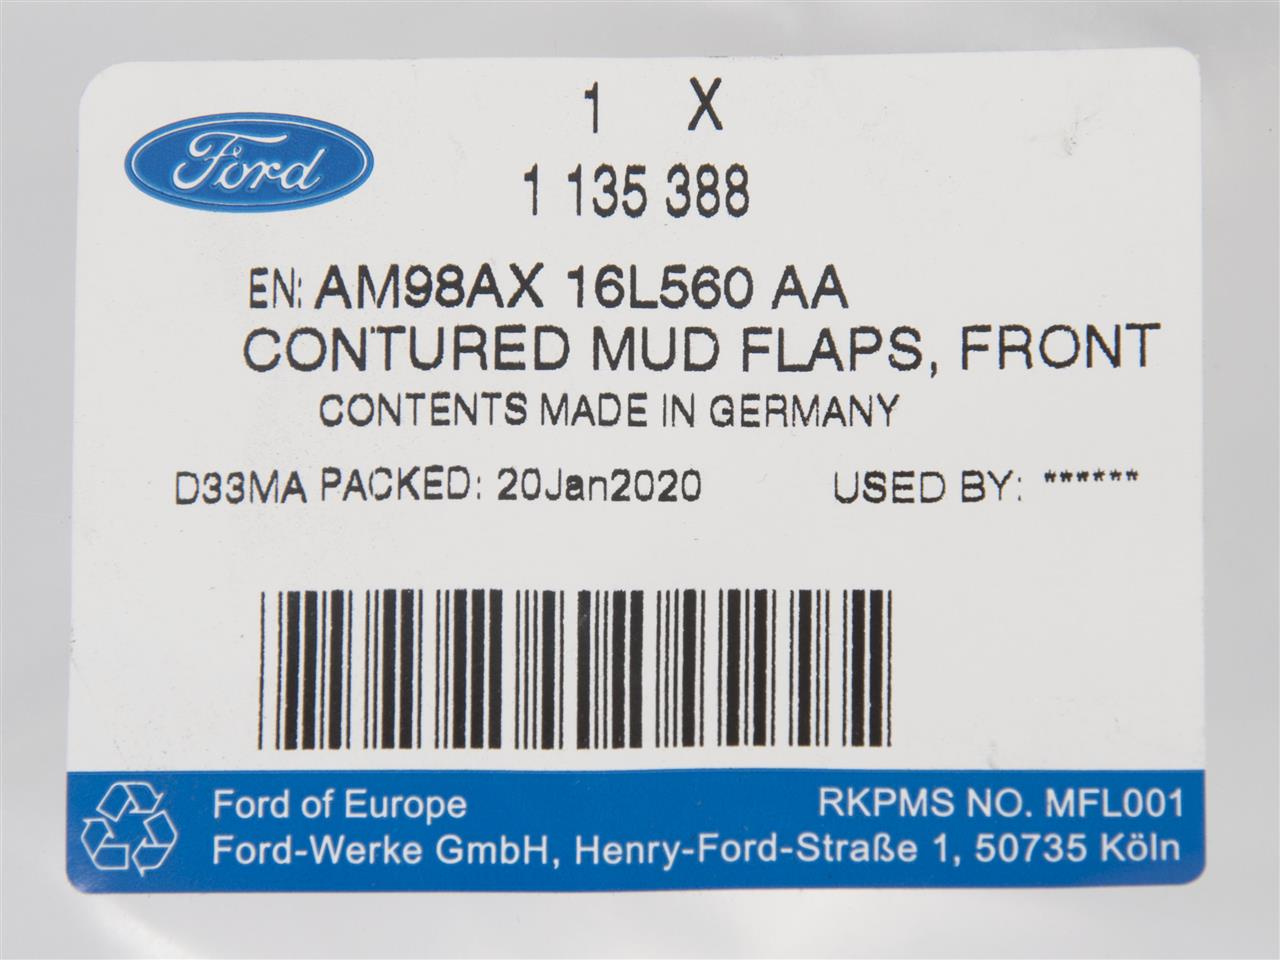 1 X
Ford
1 135 388
EN: AM98AX 16L560 AA
CONTURED MUD FLAPS, FRONT
CONTENTS MADE IN GERMANY
D33MA PACKED: 20Jan2020 USED BY: ******
Ford of Europe RKPMS NO. MFL001
Ford-Werke GmbH, Henry-Ford-Straße 1, 50735 Köln